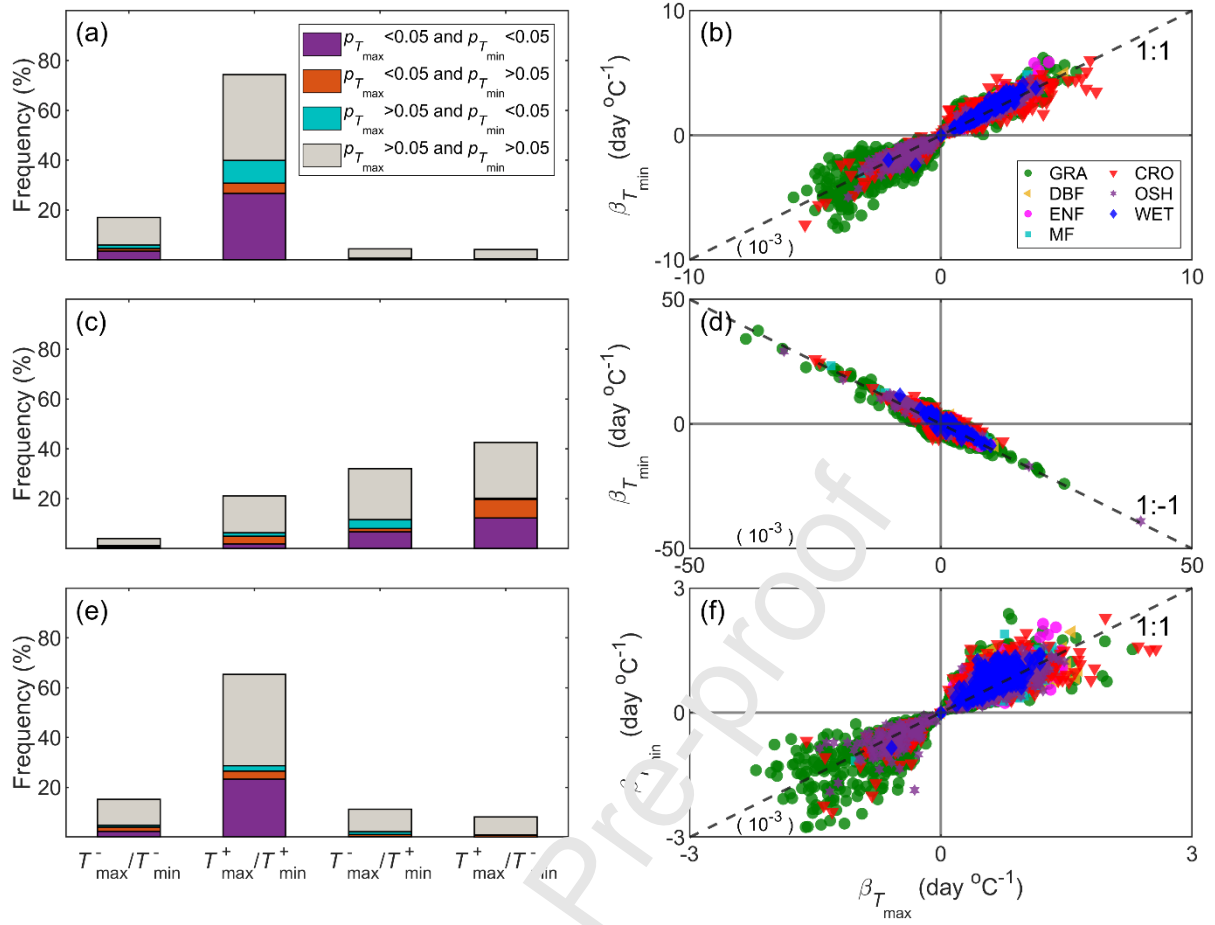 (a)
p_Tmax <0.05 and p_Tmin <0.05
p_Tmax <0.05 and p_Tmin >0.05
p_Tmax >0.05 and p_Tmin <0.05
p_Tmax >0.05 and p_Tmin >0.05
Frequency (%)
80
60
40
20
(b)
1:1
β_Tmin (day °C⁻¹)
10
0
-10
GRA
DBF
ENF
MF
CRO
OSH
WET
(10⁻³)
-10
0
10
(c)
Frequency (%)
80
60
40
20
(d)
1:-1
β_Tmin (day °C⁻¹)
50
0
-50
(10⁻³)
-50
0
50
(e)
Frequency (%)
80
60
40
20
T⁻max/T⁻min
T⁺max/T⁺min
T⁻max/T⁺min
T⁺max/T⁻min
(f)
1:1
(day °C⁻¹)
3
0
-3
(10⁻³)
-3
0
3
β_Tmax (day °C⁻¹)
Pre-proof